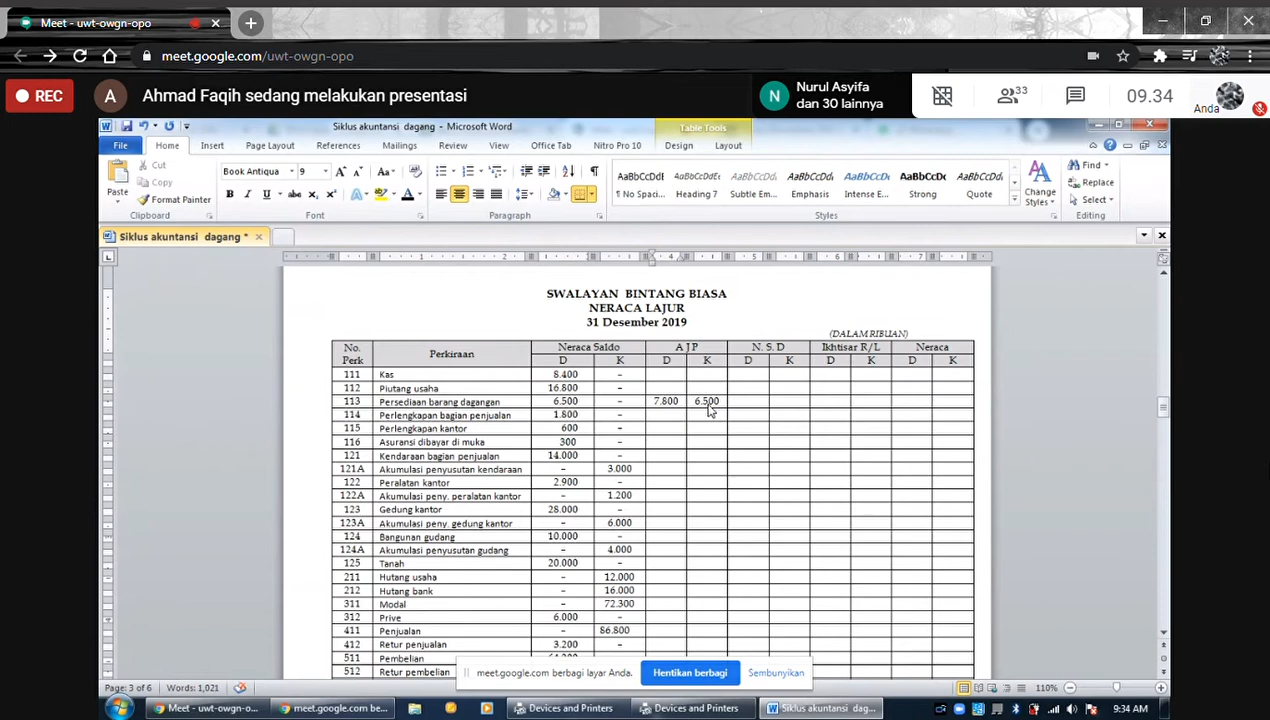 Meet - uwt-owgn-opo
meet.google.com/uwt-owgn-opo
REC
A
Ahmad Faqih sedang melakukan presentasi
N
Nurul Asyifa
dan 30 lainnya
33
09.34
Anda
Siklus akuntansi dagang - Microsoft Word
Table Tools
File Home Insert Page Layout References Mailings Review View Office Tab Nitro Pro 10 Design Layout
Paste
Cut
Copy
Format Painter
Clipboard
Book Antiqua 9
Font
Paragraph
AaBbCcDdE AaBbCcDdE AaBbCcDd AaBbCcDd AaBbCcDd AaBbCcDc AaBbCcDd
¶ No Spaci... Heading 7 Subtle Em... Emphasis Intense E... Strong Quote
Styles
Change
Styles
Find
Replace
Select
Editing
Siklus akuntansi dagang *
1 2 3 4 5 6 7
SWALAYAN BINTANG BIASA
NERACA LAJUR
31 Desember 2019
(DALAM RIBUAN)
No. Perk Perkiraan Neraca Saldo A J P N. S. D Ikhtisar R/L Neraca
D K D K D K D K D K
111 Kas 8.400 –
112 Piutang usaha 16.800 –
113 Persediaan barang dagangan 6.500 – 7.800 6.500
114 Perlengkapan bagian penjualan 1.800 –
115 Perlengkapan kantor 600 –
116 Asuransi dibayar di muka 300 –
121 Kendaraan bagian penjualan 14.000 –
121A Akumulasi penyusutan kendaraan – 3.000
122 Peralatan kantor 2.900 –
122A Akumulasi peny. peralatan kantor – 1.200
123 Gedung kantor 28.000 –
123A Akumulasi peny. gedung kantor – 6.000
124 Bangunan gudang 10.000 –
124A Akumulasi penyusutan gudang – 4.000
125 Tanah 20.000 –
211 Hutang usaha – 12.000
212 Hutang bank – 16.000
311 Modal – 72.300
312 Prive 6.000 –
411 Penjualan – 86.800
412 Retur penjualan 3.200 –
511 Pembelian
512 Retur pembelian
meet.google.com berbagi layar Anda.
Hentikan berbagi
Sembunyikan
Page: 3 of 6 Words: 1,021
110%
Meet - uwt-owgn-o...
meet.google.com be...
Devices and Printers
Devices and Printers
Siklus akuntansi dag...
9:34 AM